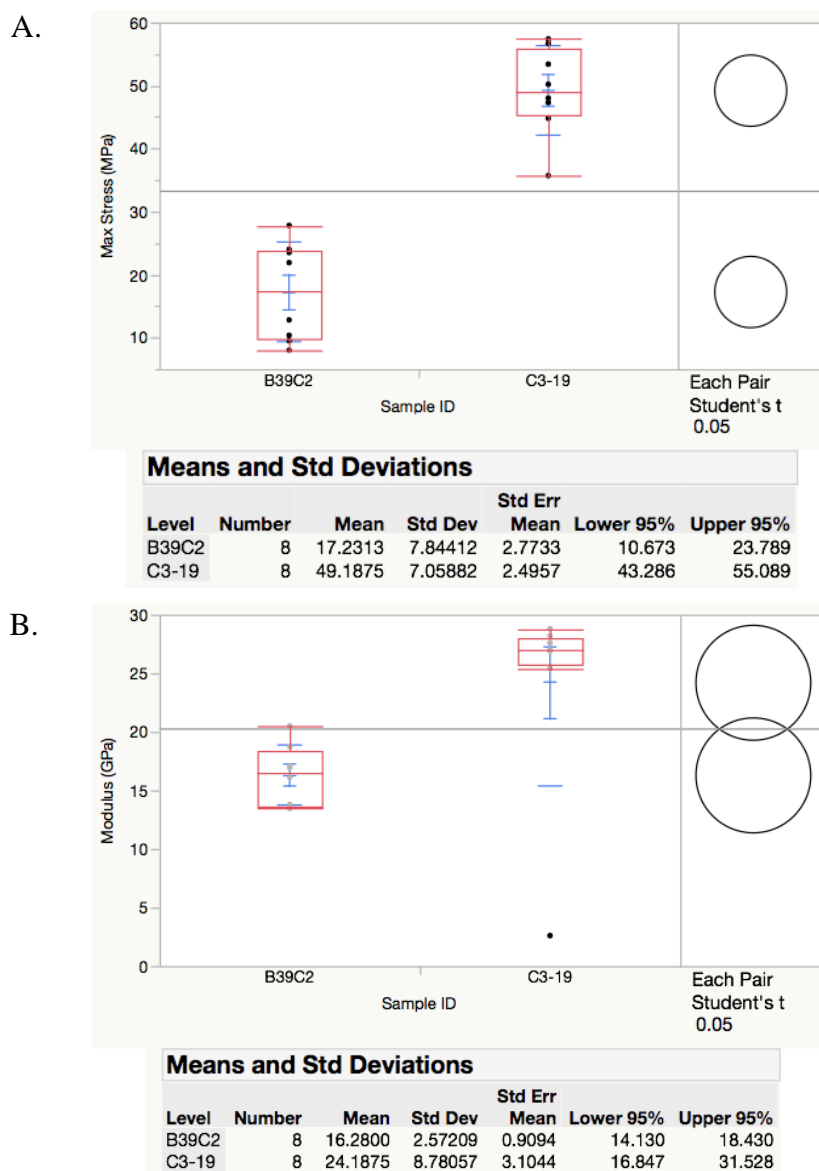 A.
60
50
40
30
20
10
Max Stress (MPa)
B39C2
C3-19
Sample ID
Each Pair
Student's t
0.05
Means and Std Deviations
Std Err
Level Number Mean Std Dev Mean Lower 95% Upper 95%
B39C2 8 17.2313 7.84412 2.7733 10.673 23.789
C3-19 8 49.1875 7.05882 2.4957 43.286 55.089
B.
30
25
20
15
10
5
0
Modulus (GPa)
B39C2
C3-19
Sample ID
Each Pair
Student's t
0.05
Means and Std Deviations
Std Err
Level Number Mean Std Dev Mean Lower 95% Upper 95%
B39C2 8 16.2800 2.57209 0.9094 14.130 18.430
C3-19 8 24.1875 8.78057 3.1044 16.847 31.528